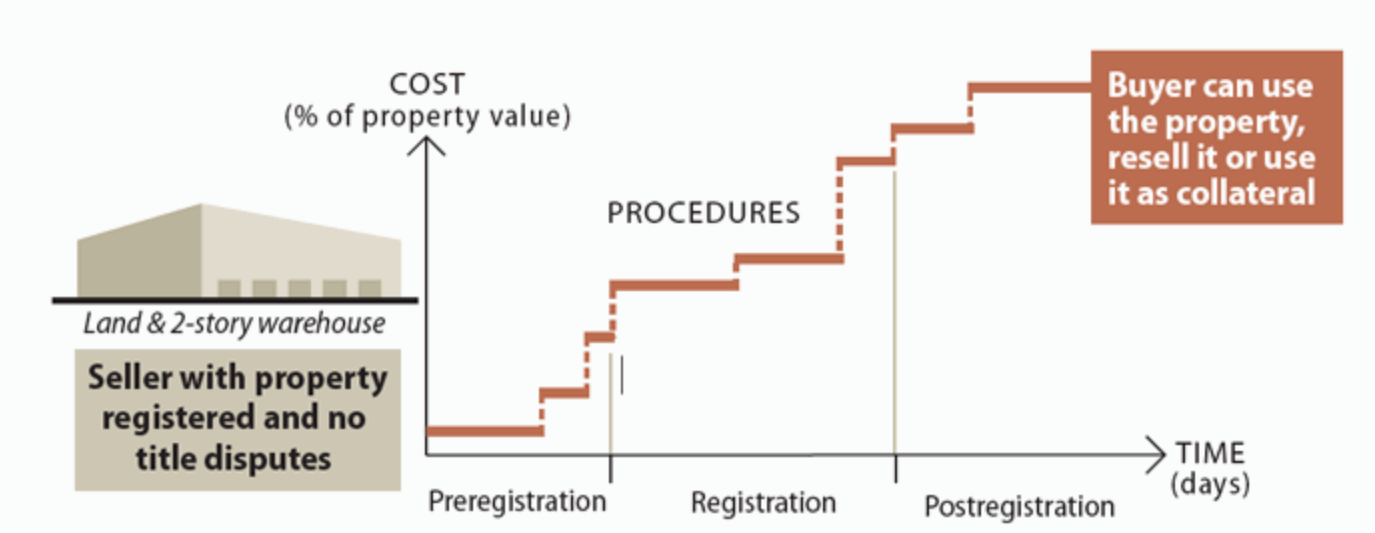 COST
(% of property value)
Buyer can use
the property,
resell it or use
it as collateral
PROCEDURES
Land & 2-story warehouse
Seller with property
registered and no
title disputes
TIME
(days)
Preregistration
Registration
Postregistration